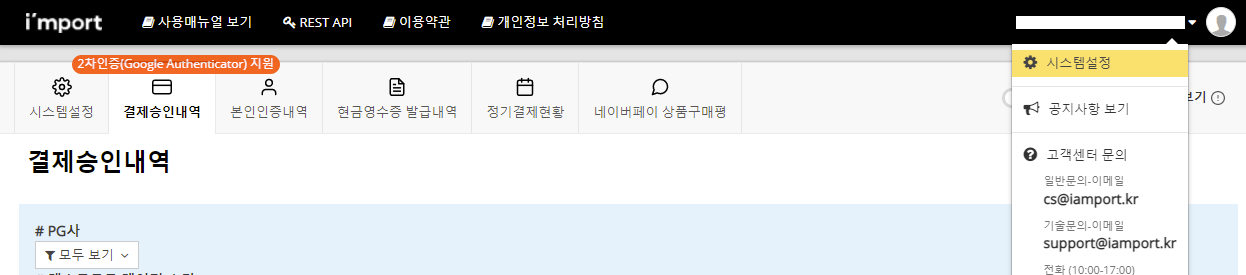 i'mport 사용매뉴얼 보기 REST API 이용약관 개인정보 처리방침
2차인증(Google Authenticator) 지원
시스템설정 결제승인내역 본인인증내역 현금영수증 발급내역 정기결제현황 네이버페이 상품구매평
보기
결제승인내역
# PG사
모두 보기
시스템설정
공지사항 보기
고객센터 문의
일반문의-이메일
cs@iamport.kr
기술문의-이메일
support@iamport.kr
전화 (10:00-17:00)